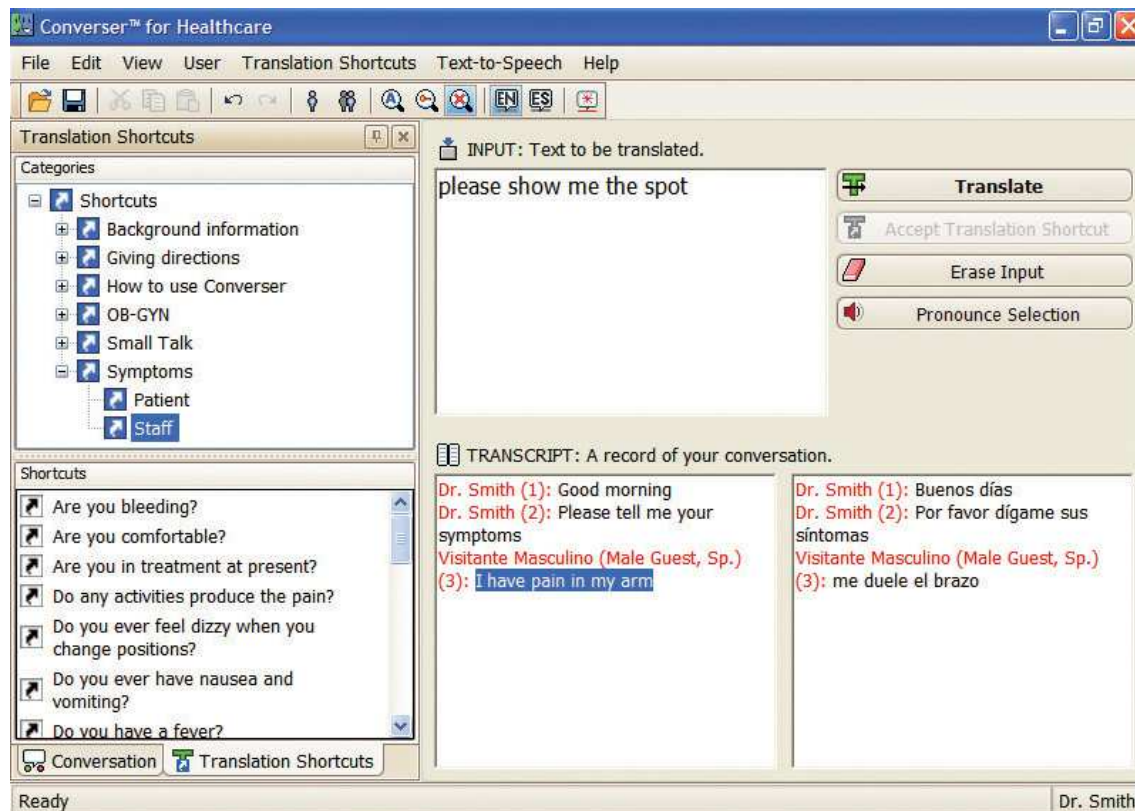 Converser™ for Healthcare
File Edit View User Translation Shortcuts Text-to-Speech Help
EN ES
Translation Shortcuts
Categories
Shortcuts
Background information
Giving directions
How to use Converser
OB-GYN
Small Talk
Symptoms
Patient
Staff
Shortcuts
Are you bleeding?
Are you comfortable?
Are you in treatment at present?
Do any activities produce the pain?
Do you ever feel dizzy when you
change positions?
Do you ever have nausea and
vomiting?
Do you have a fever?
Conversation Translation Shortcuts
INPUT: Text to be translated.
please show me the spot
Translate
Accept Translation Shortcut
Erase Input
Pronounce Selection
TRANSCRIPT: A record of your conversation.
Dr. Smith (1): Good morning
Dr. Smith (2): Please tell me your
symptoms
Visitante Masculino (Male Guest, Sp.)
(3): I have pain in my arm
Dr. Smith (1): Buenos días
Dr. Smith (2): Por favor dígame sus
síntomas
Visitante Masculino (Male Guest, Sp.)
(3): me duele el brazo
Ready Dr. Smith